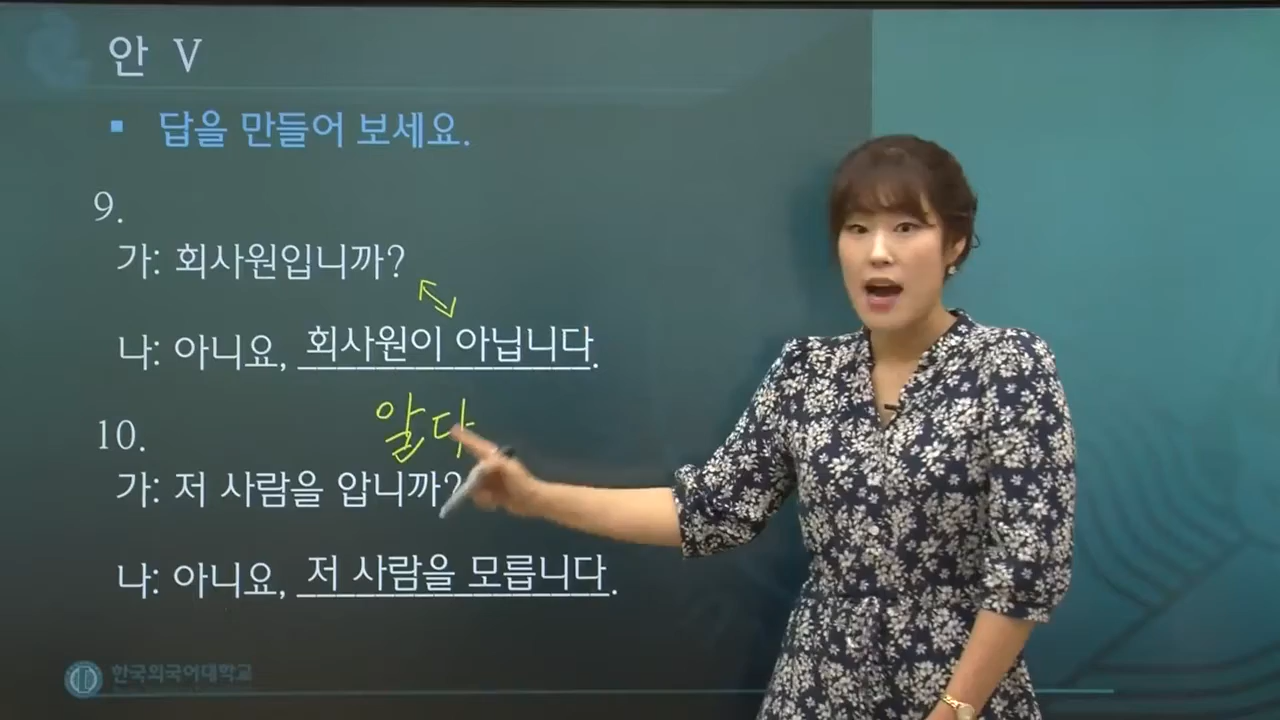 안 V
▪ 답을 만들어 보세요.
9.
가: 회사원입니까?
나: 아니요, 회사원이 아닙니다.
10.
알다
가: 저 사람을 압니까?
나: 아니요, 저 사람을 모릅니다.
한국외국어대학교